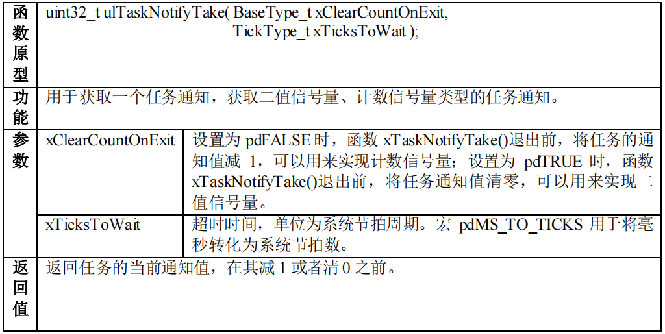 函数原型
uint32_t ulTaskNotifyTake( BaseType_t xClearCountOnExit,
TickType_t xTicksToWait );
功能
用于获取一个任务通知，获取二值信号量、计数信号量类型的任务通知。
参数
xClearCountOnExit
设置为 pdFALSE 时，函数 xTaskNotifyTake()退出前，将任务的通
知值减 1，可以用来实现计数信号量；设置为 pdTRUE 时，函数
xTaskNotifyTake()退出前，将任务通知值清零，可以用来实现二
值信号量。
xTicksToWait
超时时间，单位为系统节拍周期。宏 pdMS_TO_TICKS 用于将毫
秒转化为系统节拍数。
返回值
返回任务的当前通知值，在其减 1 或者清 0 之前。